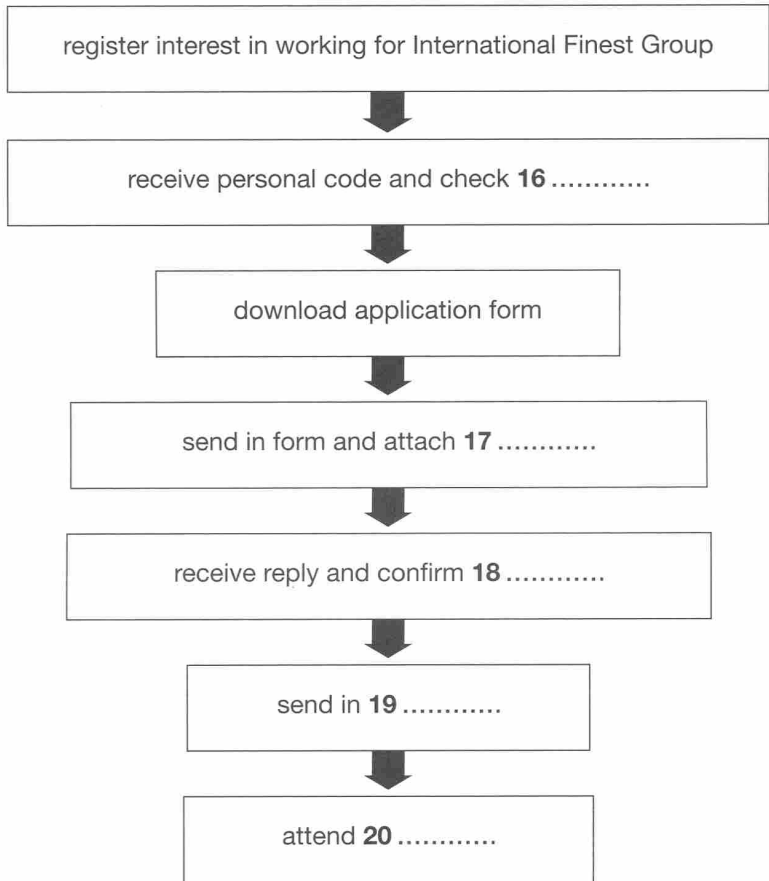 register interest in working for International Finest Group
receive personal code and check 16 ............
download application form
send in form and attach 17 ............
receive reply and confirm 18 ............
send in 19 ............
attend 20 ............